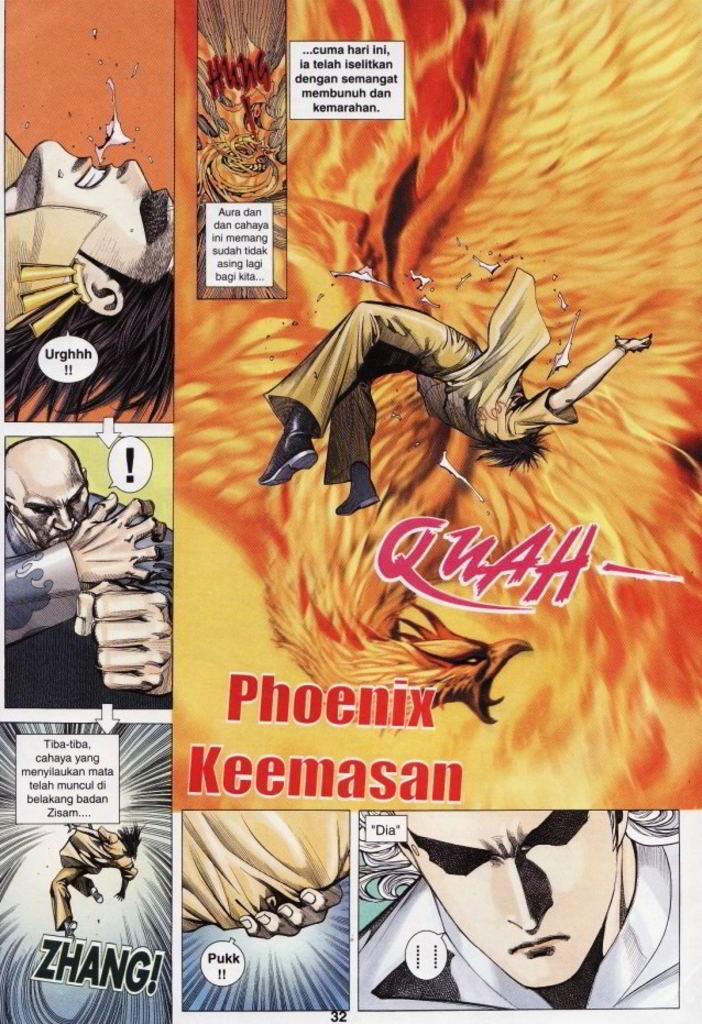 Urghhh
!!
!
Tiba-tiba,
cahaya yang
menyilaukan mata
telah muncul di
belakang badan
Zisam....
ZHANG!
HUNG
Aura dan
dan cahaya
ini memang
sudah tidak
asing lagi
bagi kita...
...cuma hari ini,
ia telah iselitkan
dengan semangat
membunuh dan
kemarahan.
QUAH—
Phoenix
Keemasan
Pukk
!!
"Dia"
32